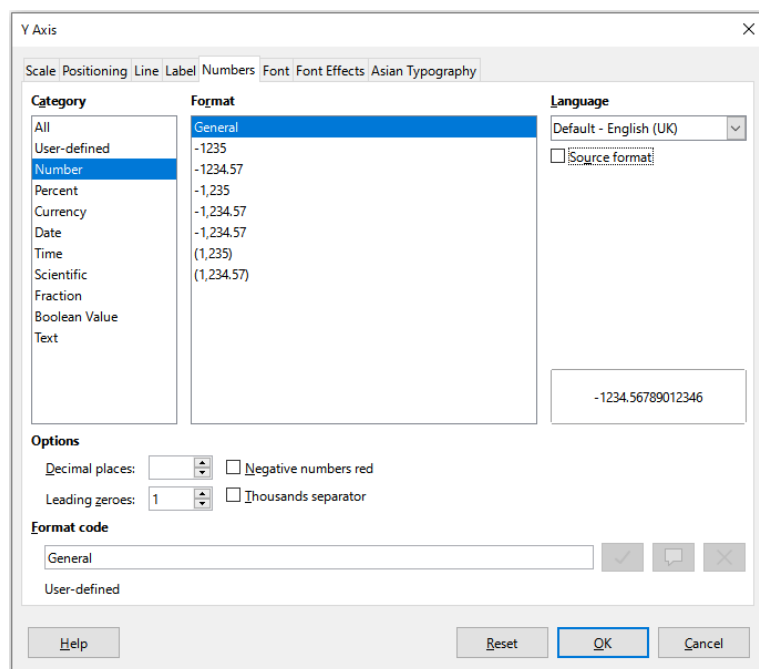 Y Axis
Scale Positioning Line Label Numbers Font Font Effects Asian Typography
Category
All
User-defined
Number
Percent
Currency
Date
Time
Scientific
Fraction
Boolean Value
Text
Format
General
-1235
-1234.57
-1,235
-1,234.57
-1,234.57
(1,235)
(1,234.57)
Language
Default - English (UK)
Source format
-1234.56789012346
Options
Decimal places:
Negative numbers red
Leading zeroes: 1
Thousands separator
Format code
General
User-defined
Help
Reset
OK
Cancel